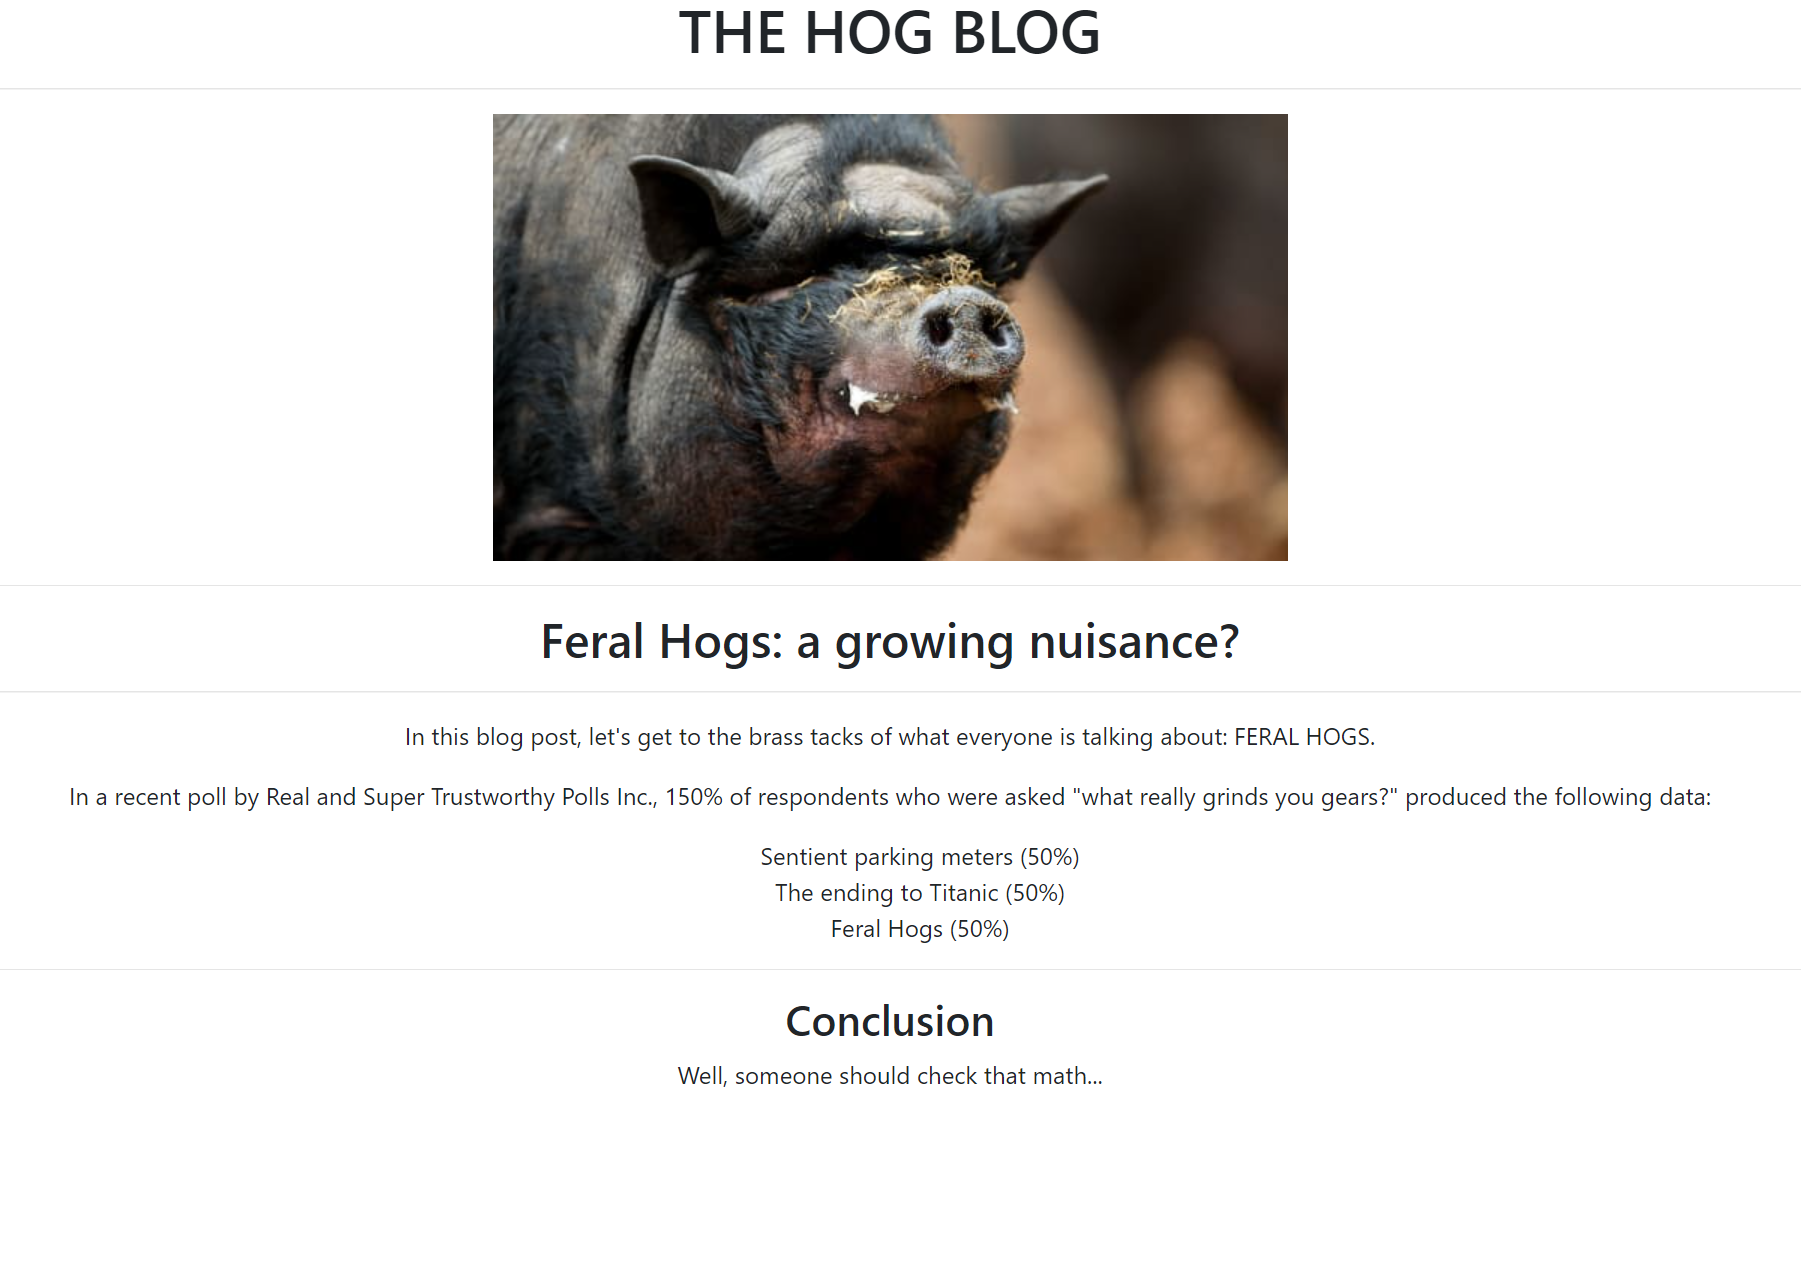 THE HOG BLOG
Feral Hogs: a growing nuisance?
In this blog post, let's get to the brass tacks of what everyone is talking about: FERAL HOGS.
In a recent poll by Real and Super Trustworthy Polls Inc., 150% of respondents who were asked "what really grinds you gears?" produced the following data:
Sentient parking meters (50%)
The ending to Titanic (50%)
Feral Hogs (50%)
Conclusion
Well, someone should check that math...